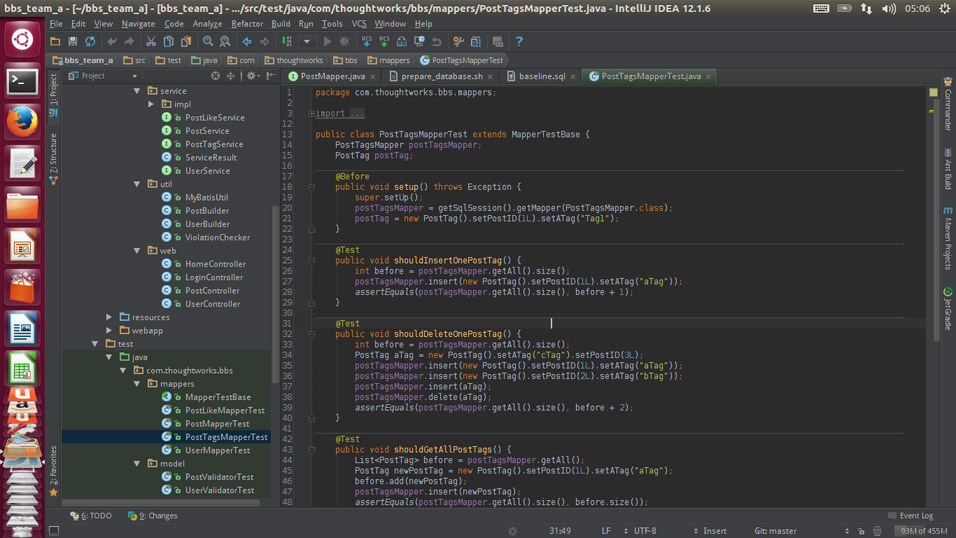 bbs_team_a - [~/bbs_team_a] - [bbs_team_a] - .../src/test/java/com/thoughtworks/bbs/mappers/PostTagsMapperTest.java - IntelliJ IDEA 12.1.6
05:06
File Edit View Navigate Code Analyze Refactor Build Run Tools VCS Window Help
bbs_team_a src test java com thoughtworks bbs mappers PostTagsMapperTest
Project
PostMapper.java prepare_database.sh baseline.sql PostTagsMapperTest.java
1: Project
Z: Structure
2: Favorites
service
impl
PostLikeService
PostService
PostTagService
ServiceResult
UserService
util
MyBatisUtil
PostBuilder
UserBuilder
ViolationChecker
web
HomeController
LoginController
PostController
UserController
resources
webapp
test
java
com.thoughtworks.bbs
mappers
MapperTestBase
PostLikeMapperTest
PostMapperTest
PostTagsMapperTest
UserMapperTest
model
PostValidatorTest
UserValidatorTest
1 package com.thoughtworks.bbs.mappers;
2
3 import ...
12
13 public class PostTagsMapperTest extends MapperTestBase {
14 PostTagsMapper postTagsMapper;
15 PostTag postTag;
16
17 @Before
18 public void setup() throws Exception {
19 super.setUp();
20 postTagsMapper = getSqlSession().getMapper(PostTagsMapper.class);
21 postTag = new PostTag().setPostID(1L).setATag("Tag1");
22 }
23
24 @Test
25 public void shouldInsertOnePostTag() {
26 int before = postTagsMapper.getAll().size();
27 postTagsMapper.insert(new PostTag().setPostID(1L).setATag("aTag"));
28 assertEquals(postTagsMapper.getAll().size(), before + 1);
29 }
30
31 @Test
32 public void shouldDeleteOnePostTag() {
33 int before = postTagsMapper.getAll().size();
34 PostTag aTag = new PostTag().setATag("cTag").setPostID(3L);
35 postTagsMapper.insert(new PostTag().setPostID(1L).setATag("aTag"));
36 postTagsMapper.insert(new PostTag().setPostID(2L).setATag("bTag"));
37 postTagsMapper.insert(aTag);
38 postTagsMapper.delete(aTag);
39 assertEquals(postTagsMapper.getAll().size(), before + 2);
40 }
41
42 @Test
43 public void shouldGetAllPostTags() {
44 List<PostTag> before = postTagsMapper.getAll();
45 PostTag newPostTag = new PostTag().setPostID(1L).setATag("aTag");
46 before.add(newPostTag);
47 postTagsMapper.insert(newPostTag);
48 assertEquals(postTagsMapper.getAll().size(), before.size());
Commander
Ant Build
Maven Projects
JetGradle
6: TODO 9: Changes Event Log
31:49 LF UTF-8 Insert Git: master 93M of 455M